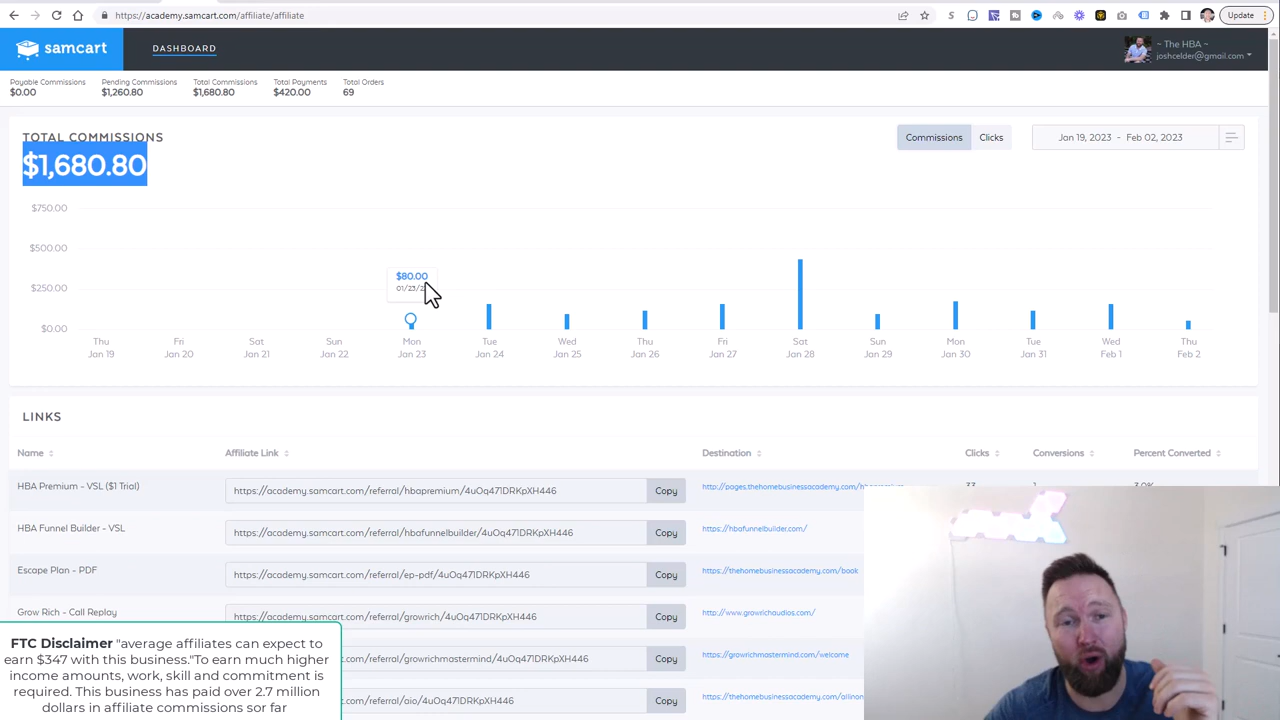 https://academy.samcart.com/affiliate/affiliate
Update
samcart
DASHBOARD
~ The HBA ~
joshcelder@gmail.com
Payable Commissions
$0.00
Pending Commissions
$1,260.80
Total Commissions
$1,680.80
Total Payments
$420.00
Total Orders
69
TOTAL COMMISSIONS
$1,680.80
Commissions
Clicks
Jan 19, 2023 - Feb 02, 2023
$750.00
$500.00
$250.00
$0.00
$80.00
Thu
Jan 19
Fri
Jan 20
Sat
Jan 21
Sun
Jan 22
Mon
Jan 23
Tue
Jan 24
Wed
Jan 25
Thu
Jan 26
Fri
Jan 27
Sat
Jan 28
Sun
Jan 29
Mon
Jan 30
Tue
Jan 31
Wed
Feb 1
Thu
Feb 2
LINKS
Name Affiliate Link Destination Clicks Conversions Percent Converted
HBA Premium - VSL ($1 Trial) https://academy.samcart.com/referral/hbapremium/4uOq471DRKpXH446 Copy
HBA Funnel Builder - VSL https://academy.samcart.com/referral/hbafunnelbuilder/4uOq471DRKpXH446 Copy https://hbafunnelbuilder.com/
Escape Plan - PDF https://academy.samcart.com/referral/ep-pdf/4uOq471DRKpXH446 Copy https://thehomebusinessacademy.com/book
Grow Rich - Call Replay https://academy.samcart.com/referral/growrich/4uOq471DRKpXH446 Copy http://www.growrichaudios.com/
/referral/growrichmastermind/4uOq471DRKpXH446 Copy https://growrichmastermind.com/welcome
/referral/aio/4uOq471DRKpXH446 Copy
FTC Disclaimer "average affiliates can expect to
earn $347 with this business."To earn much higher
income amounts, work, skill and commitment is
required. This business has paid over 2.7 million
dollars in affiliate commissions sor far